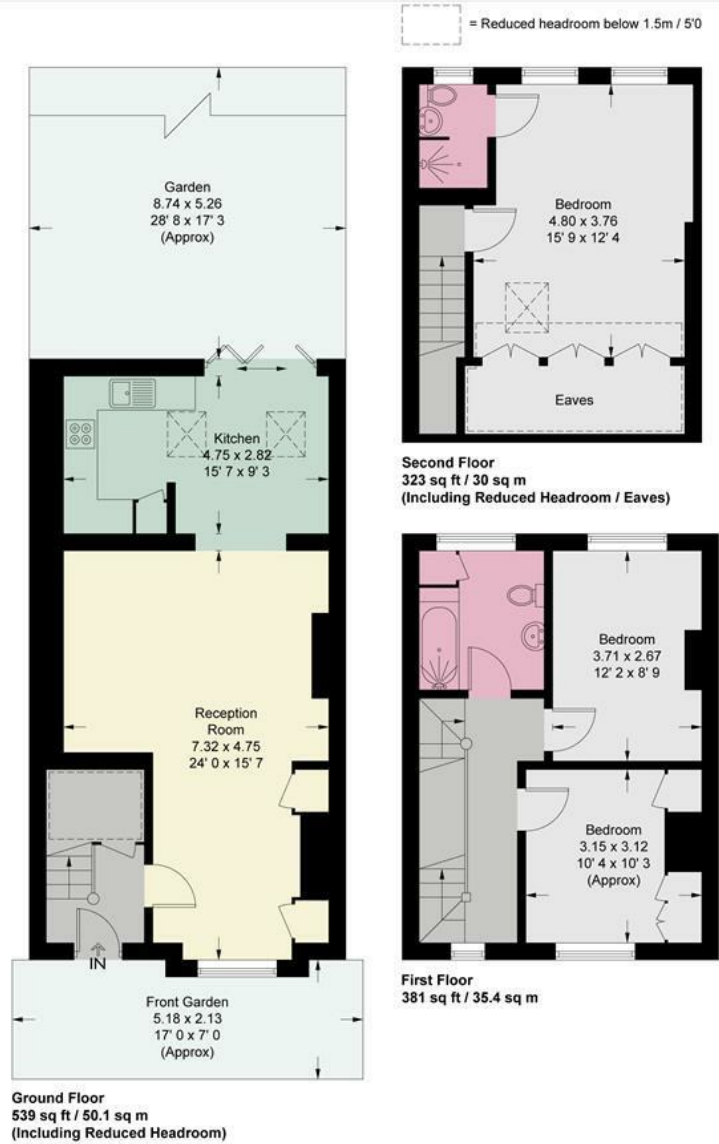 = Reduced headroom below 1.5m / 5'0
Garden
8.74 x 5.26
28' 8 x 17' 3
(Approx)
Kitchen
4.75 x 2.82
15' 7 x 9' 3
Reception
Room
7.32 x 4.75
24' 0 x 15' 7
IN
Front Garden
5.18 x 2.13
17' 0 x 7' 0
(Approx)
Ground Floor
539 sq ft / 50.1 sq m
(Including Reduced Headroom)
Bedroom
4.80 x 3.76
15' 9 x 12' 4
Eaves
Second Floor
323 sq ft / 30 sq m
(Including Reduced Headroom / Eaves)
Bedroom
3.71 x 2.67
12' 2 x 8' 9
Bedroom
3.15 x 3.12
10' 4 x 10' 3
(Approx)
First Floor
381 sq ft / 35.4 sq m